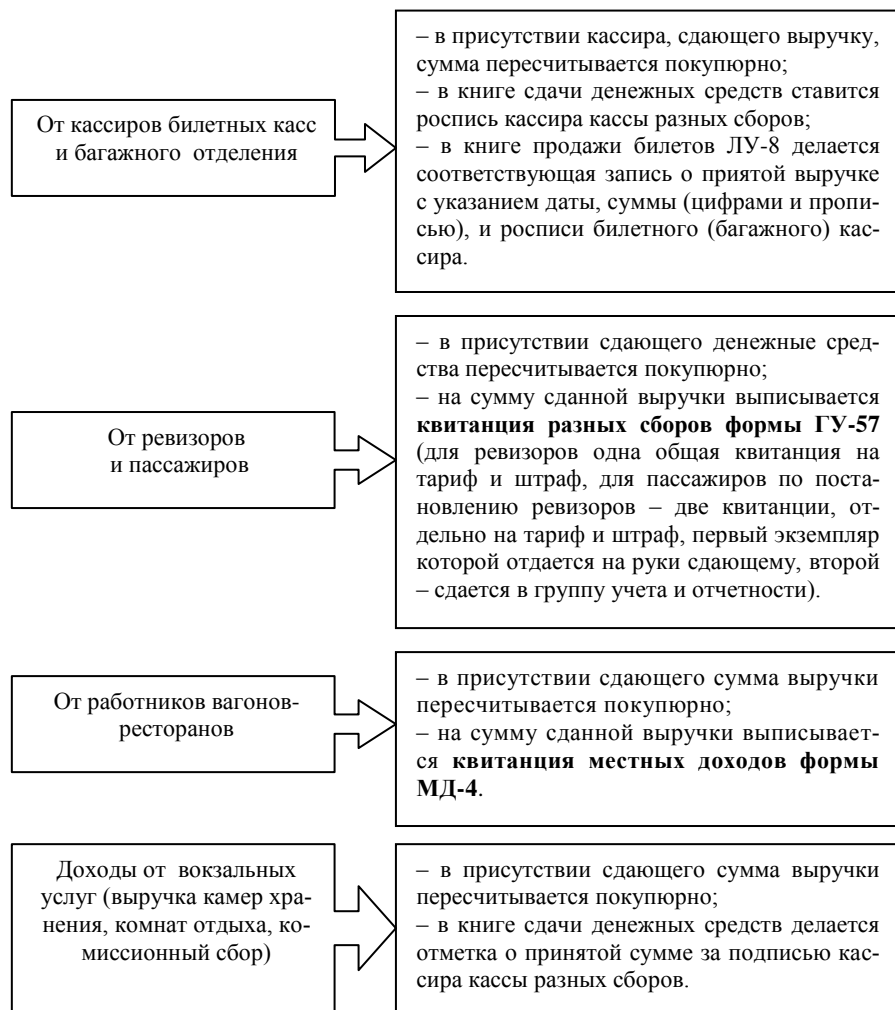 От кассиров билетных касс
и багажного отделения
– в присутствии кассира, сдающего выручку,
сумма пересчитывается покупюрно;
– в книге сдачи денежных средств ставится
роспись кассира кассы разных сборов;
– в книге продажи билетов ЛУ-8 делается
соответствующая запись о приятой выручке
с указанием даты, суммы (цифрами и пропи-
сью), и росписи билетного (багажного) кас-
сира.
От ревизоров
и пассажиров
– в присутствии сдающего денежные сред-
ства пересчитывается покупюрно;
– на сумму сданной выручки выписывается
квитанция разных сборов формы ГУ-57
(для ревизоров одна общая квитанция на
тариф и штраф, для пассажиров по поста-
новлению ревизоров – две квитанции, от-
дельно на тариф и штраф, первый экземпляр
которой отдается на руки сдающему, второй
– сдается в группу учета и отчетности).
От работников вагонов-
ресторанов
– в присутствии сдающего сумма выручки
пересчитывается покупюрно;
– на сумму сданной выручки выписывает-
ся квитанция местных доходов формы
МД-4.
Доходы от вокзальных
услуг (выручка камер хра-
нения, комнат отдыха, ко-
миссионный сбор)
– в присутствии сдающего сумма выручки
пересчитывается покупюрно;
– в книге сдачи денежных средств делается
отметка о принятой сумме за подписью кас-
сира кассы разных сборов.